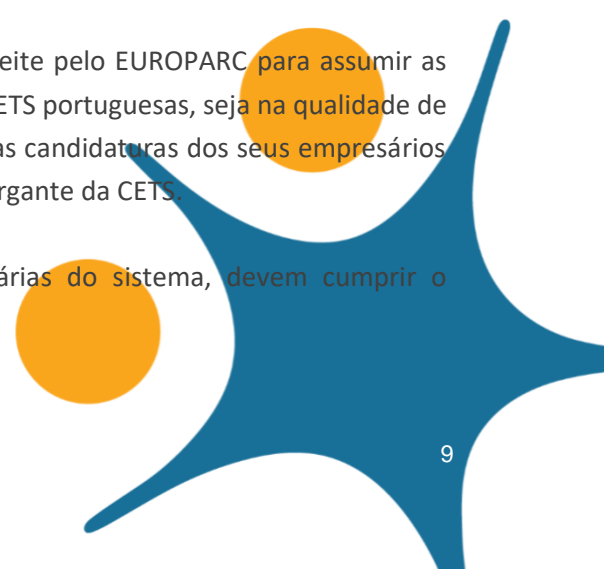 eite pelo EUROPARC para assumir as
ETS portuguesas, seja na qualidade de
as candidaturas dos seus empresários
rgante da CETS.
árias do sistema, devem cumprir o
9